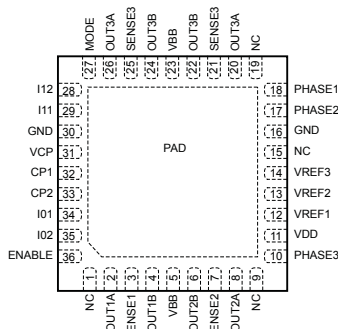 MODE
OUT3A
SENSE3
OUT3B
VBB
OUT3B
SENSE3
OUT3A
NC
27
26
25
24
23
22
21
20
19
I12 28
I11 29
GND 30
VCP 31
CP1 32
CP2 33
I01 34
I02 35
ENABLE 36
PAD
18 PHASE1
17 PHASE2
16 GND
15 NC
14 VREF3
13 VREF2
12 VREF1
11 VDD
10 PHASE3
1
2
3
4
5
6
7
8
9
NC
OUT1A
SENSE1
OUT1B
VBB
OUT2B
SENSE2
OUT2A
NC